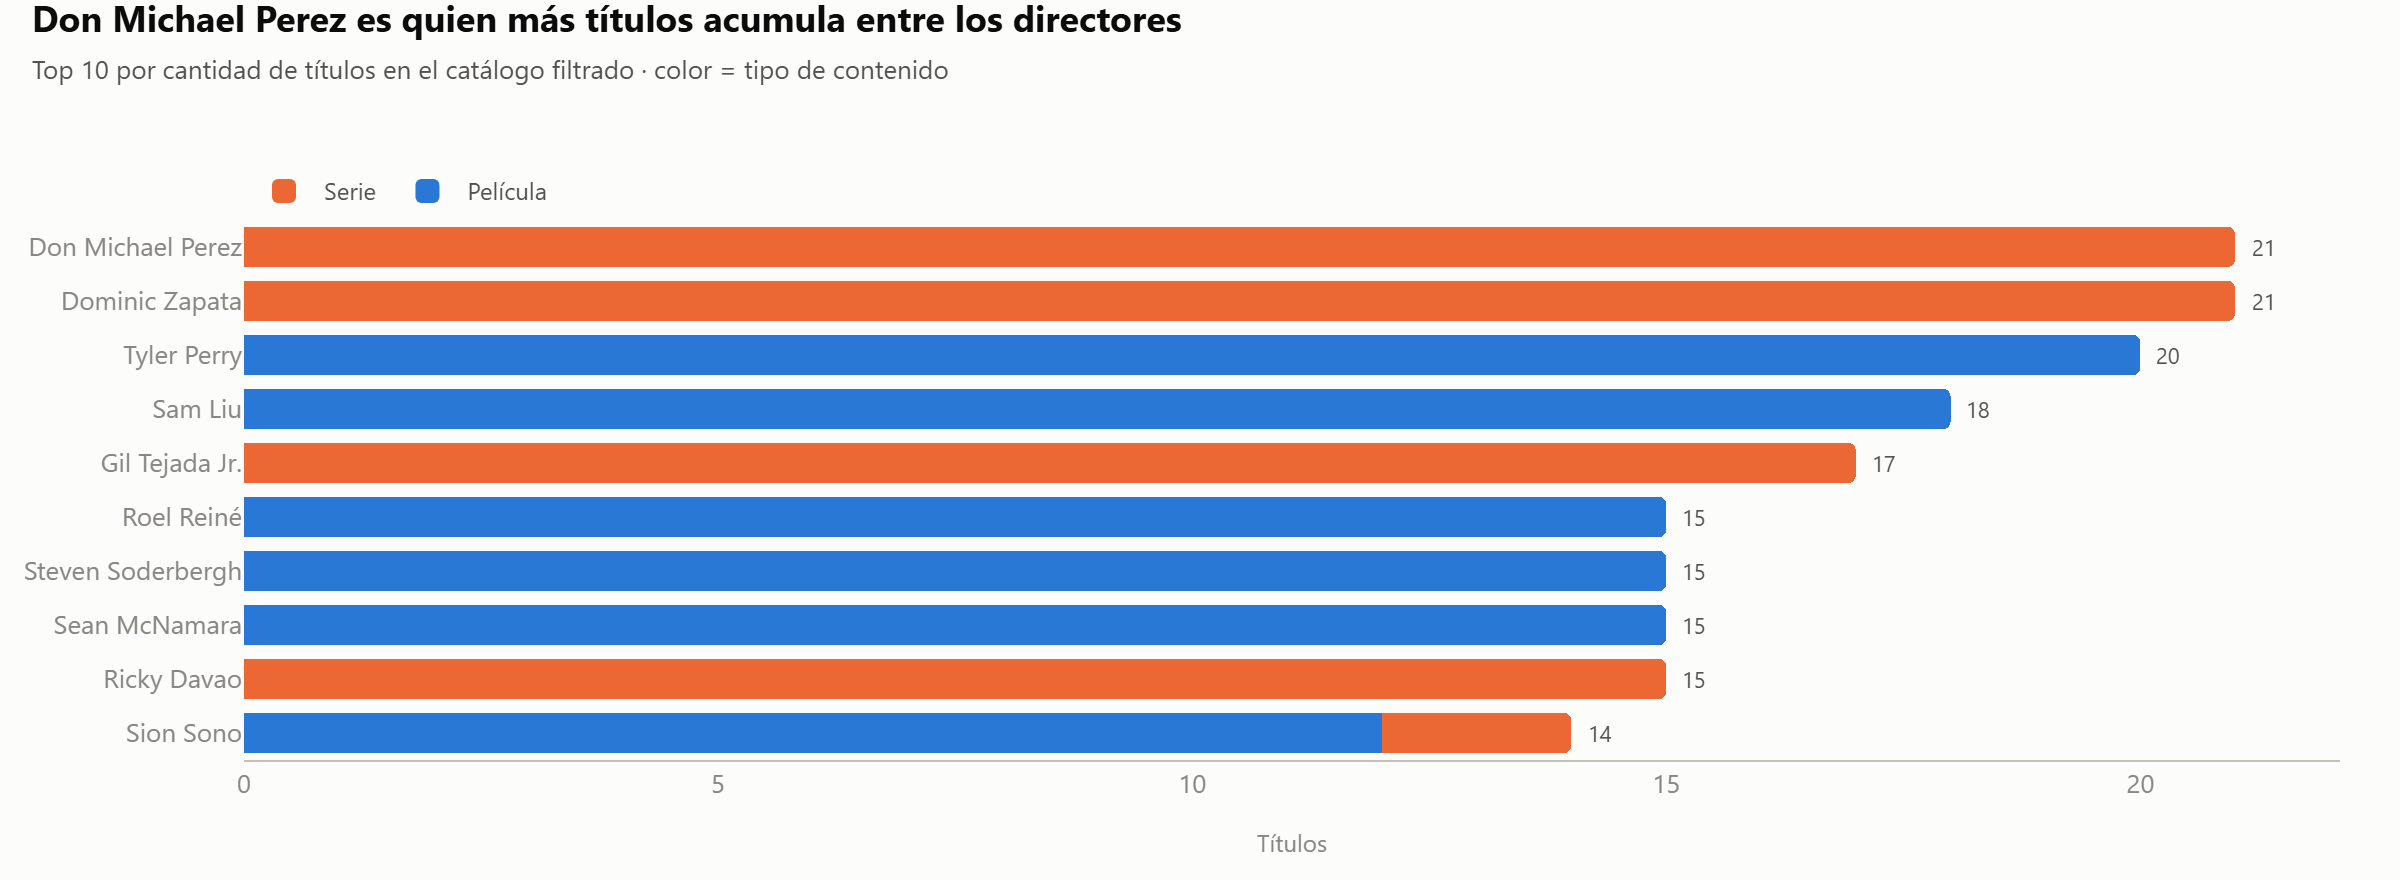 Don Michael Perez es quien más títulos acumula entre los directores
Top 10 por cantidad de títulos en el catálogo filtrado · color = tipo de contenido
Serie Película
Don Michael Perez 21
Dominic Zapata 21
Tyler Perry 20
Sam Liu 18
Gil Tejada Jr. 17
Roel Reiné 15
Steven Soderbergh 15
Sean McNamara 15
Ricky Davao 15
Sion Sono 14
0 5 10 15 20
Títulos